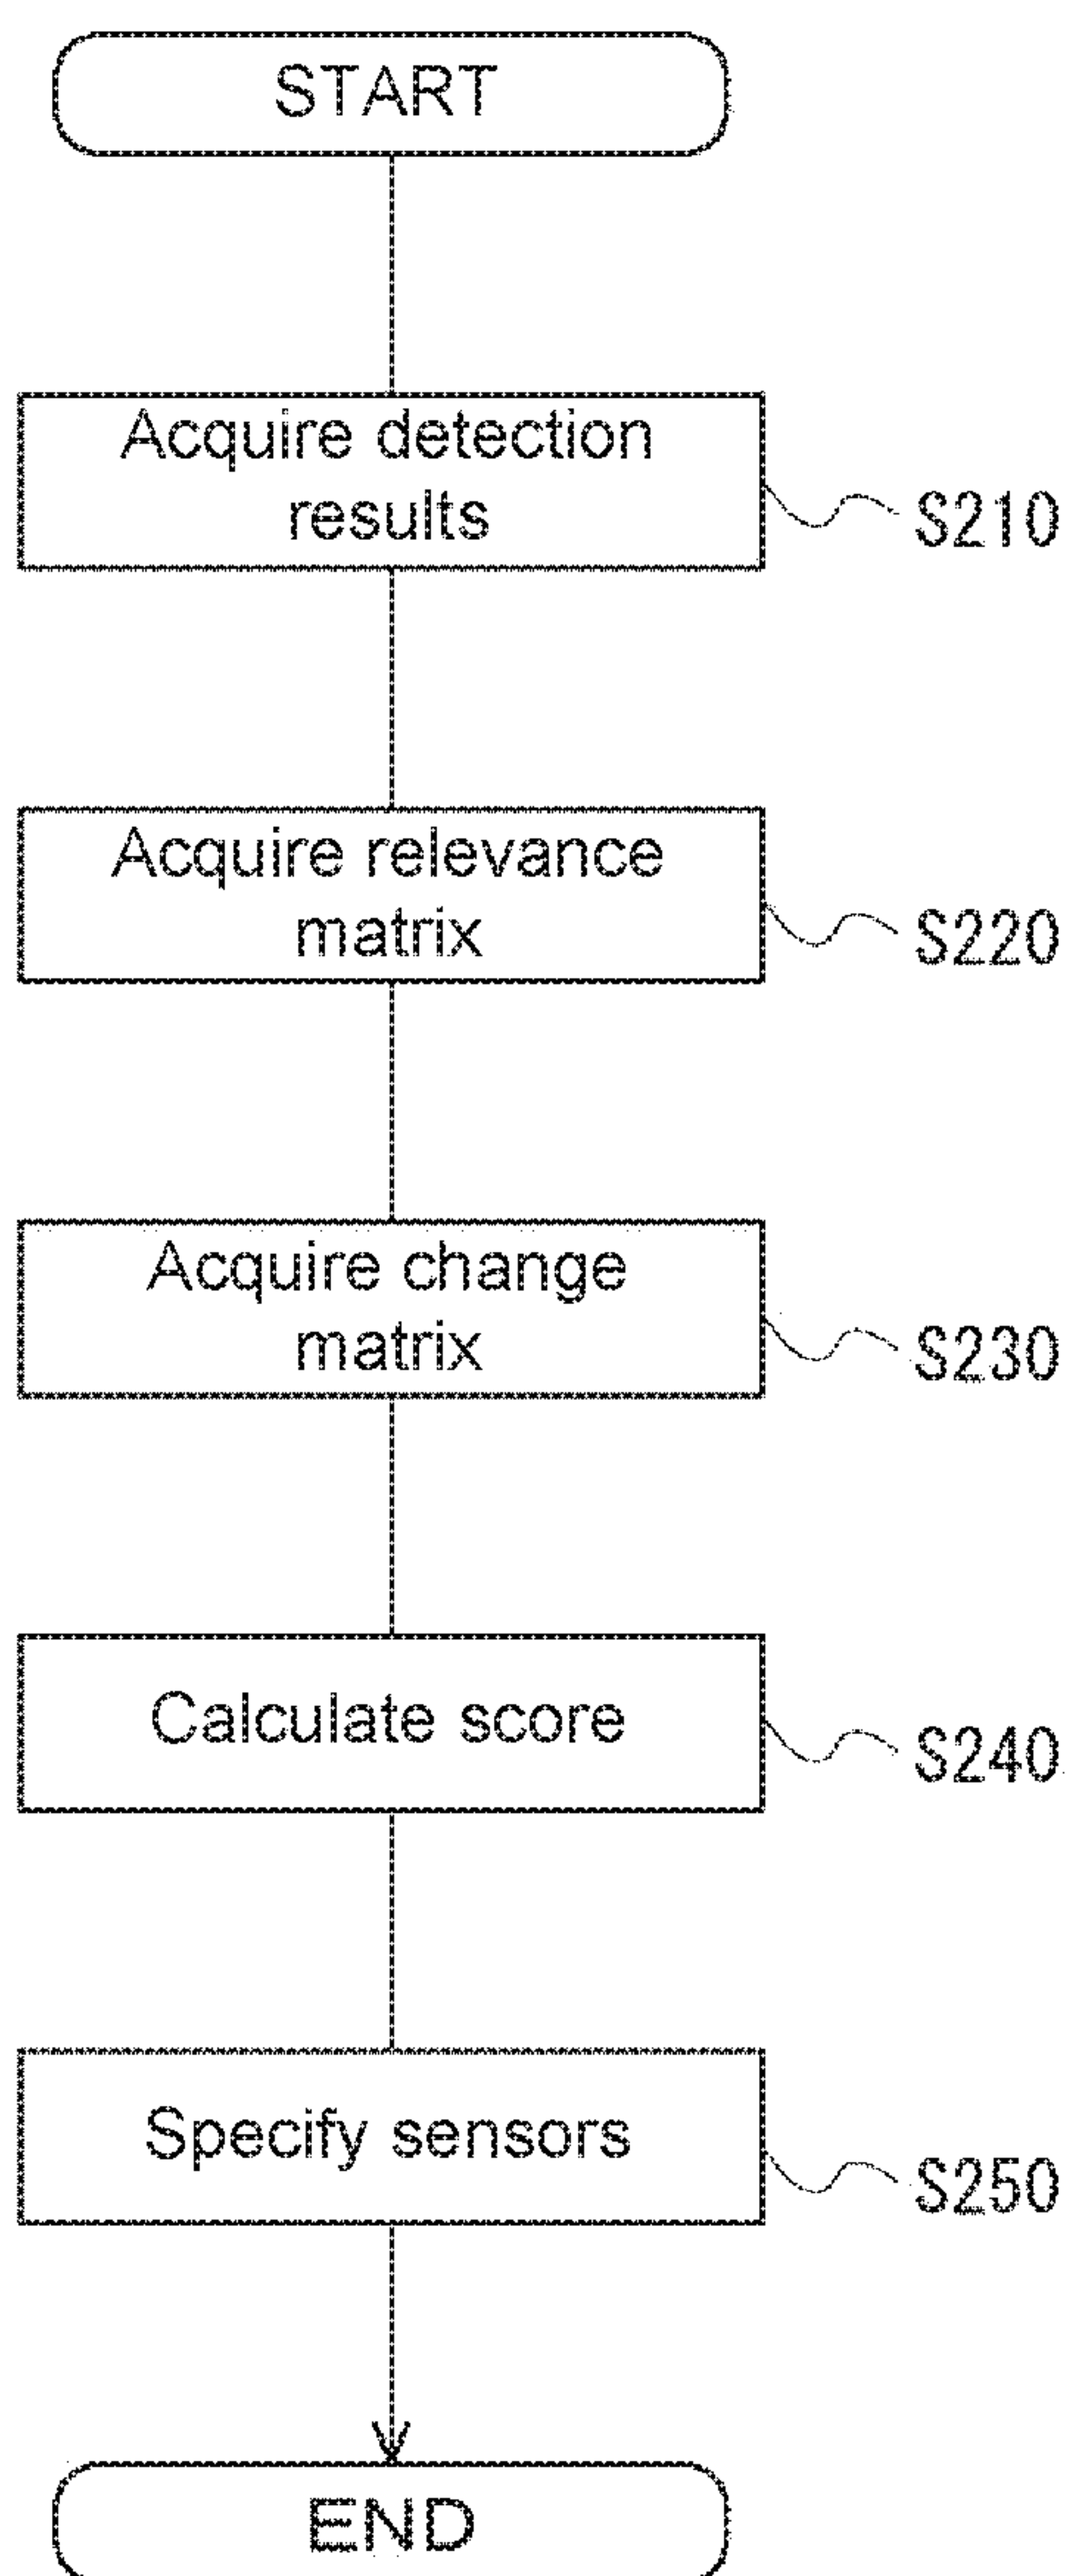 START
Acquire detection
results
S210
Acquire relevance
matrix
S220
Acquire change
matrix
S230
Calculate score
S240
Specify sensors
S250
END